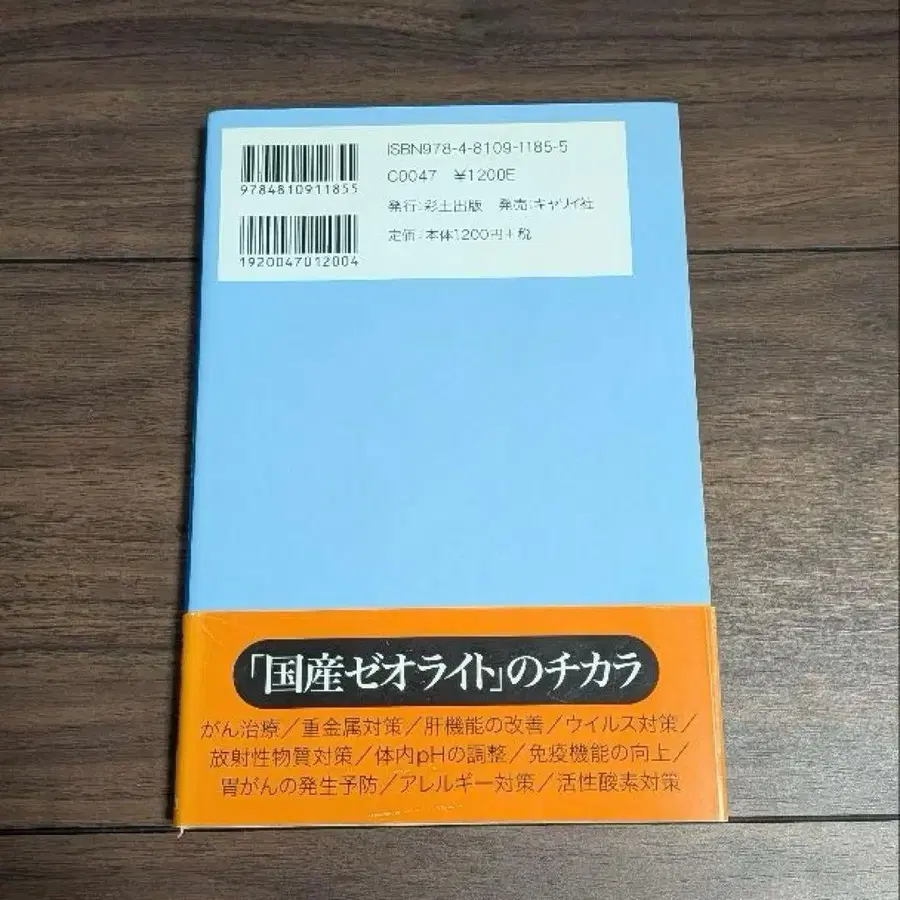 ISBN978-4-8109-1185-5
9784810911855
C0047 ¥1200E
発行:彩土出版 発売:キャリイ社
定価:本体1200円+税
1920047012004
「国産ゼオライト」のチカラ
がん治療/重金属対策/肝機能の改善/ウイルス対策/
放射性物質対策/体内pHの調整/免疫機能の向上/
胃がんの発生予防/アレルギー対策/活性酸素対策